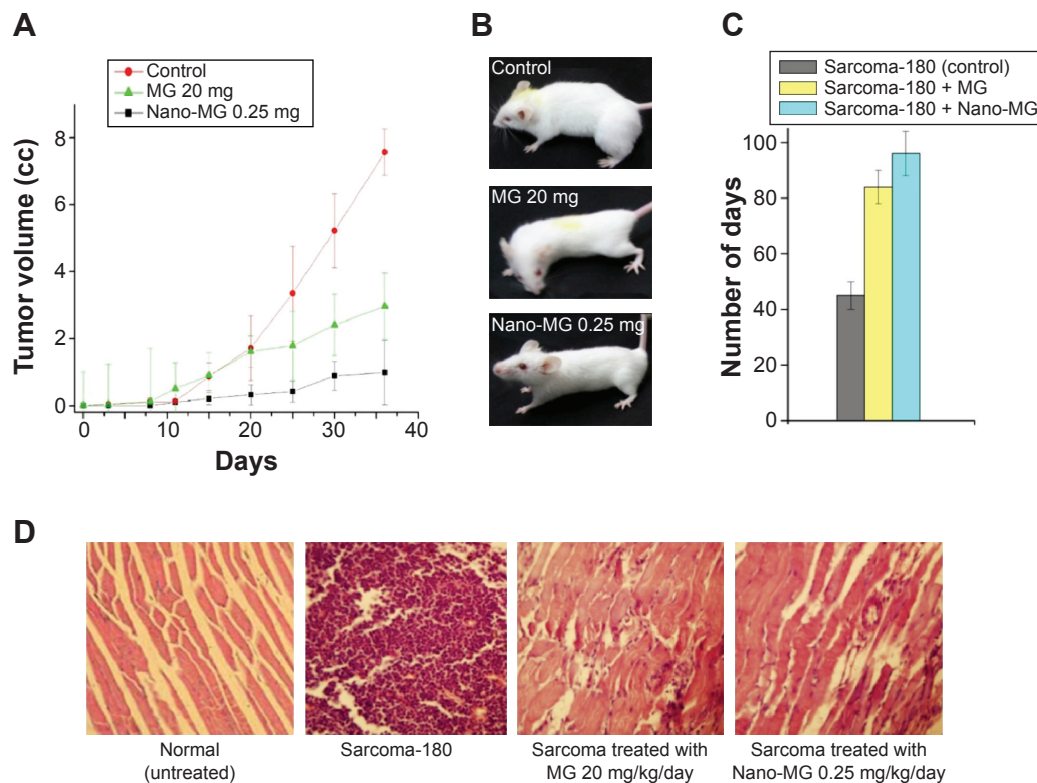 A
Control
MG 20 mg
Nano-MG 0.25 mg
Tumor volume (cc)
8
6
4
2
0
0
10
20
30
40
Days
B
Control
MG 20 mg
Nano-MG 0.25 mg
C
Sarcoma-180 (control)
Sarcoma-180 + MG
Sarcoma-180 + Nano-MG
Number of days
100
80
60
40
20
0
D
Normal
(untreated)
Sarcoma-180
Sarcoma treated with
MG 20 mg/kg/day
Sarcoma treated with
Nano-MG 0.25 mg/kg/day